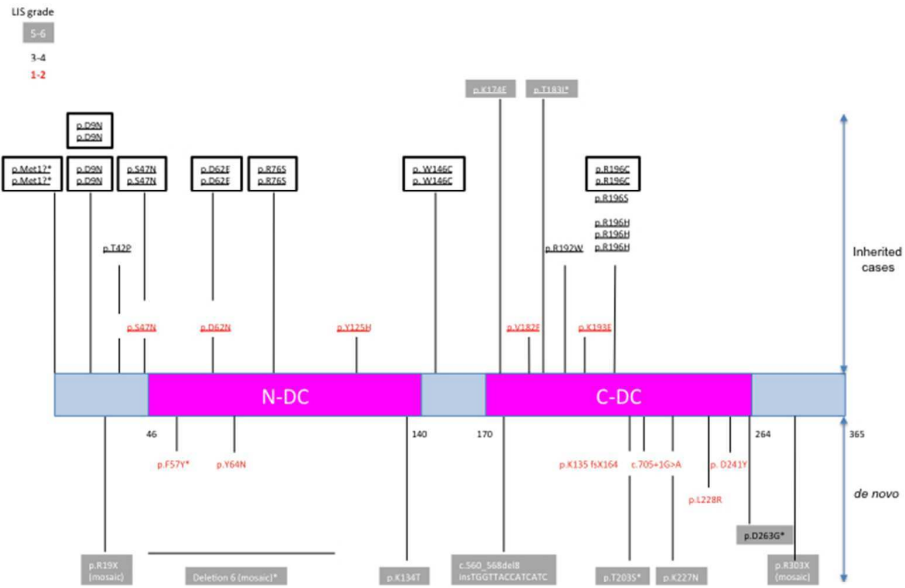 LIS grade
5-6
3-4
1-2
p.K174E p.T183I*
p.D9N
p.D9N
p.Met1?* p.D9N p.S47N p.D62E p.R76S p. W146C p.R196C
p.Met1?* p.D9N p.S47N p.D62E p.R76S p. W146C p.R196C
p.R196S
p.R196H
p.R196H
p.T42P p.R192W p.R196H
Inherited
cases
p.S47N p.D62N p.Y125H p.V182F p.K193E
N-DC C-DC
46 140 170 264 365
p.F57Y* p.Y64N p.K135 fsX164 c.705+1G>A p. D241Y
p.L228R
de novo
p.D263G*
p.R19X
(mosaic)
Deletion 6 (mosaic)*
p.K134T
c.560_568del8
insTGGTTACCATCATC
p.T203S*
p.K227N
p.R303X
(mosaic)